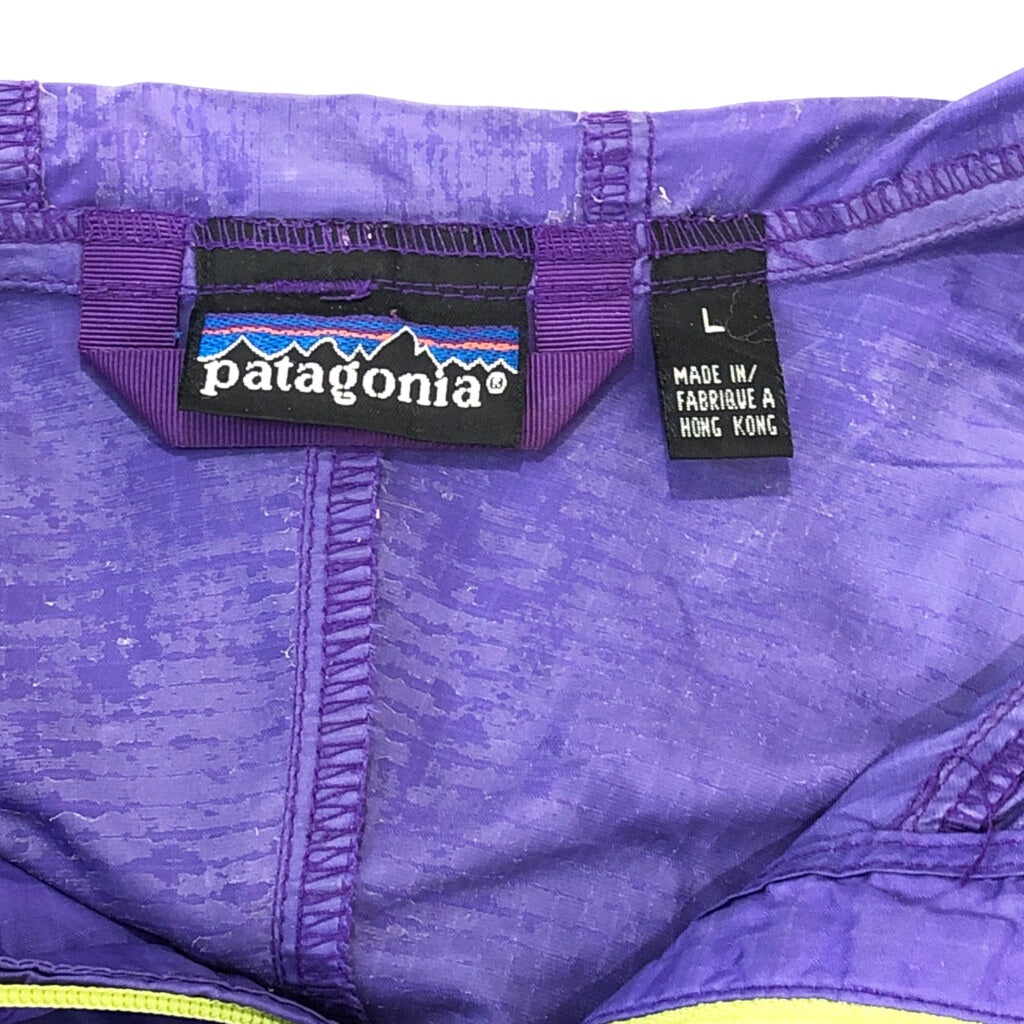 patagonia®
L
MADE IN/
FABRIQUE A
HONG KONG